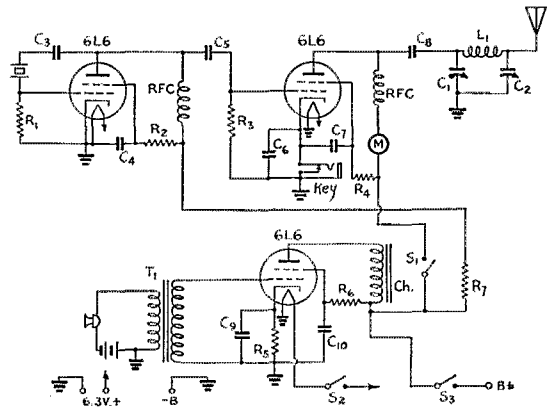 C3 6L6 C5 6L6 C8 L1
RFC RFC C1 C2
R1 R2 R3 C7
C4 C6 M
Key R4
6L6 S1
T1 R6 Ch. R7
C9 R5 C10
6.3V.+ -B S2 S3 B+